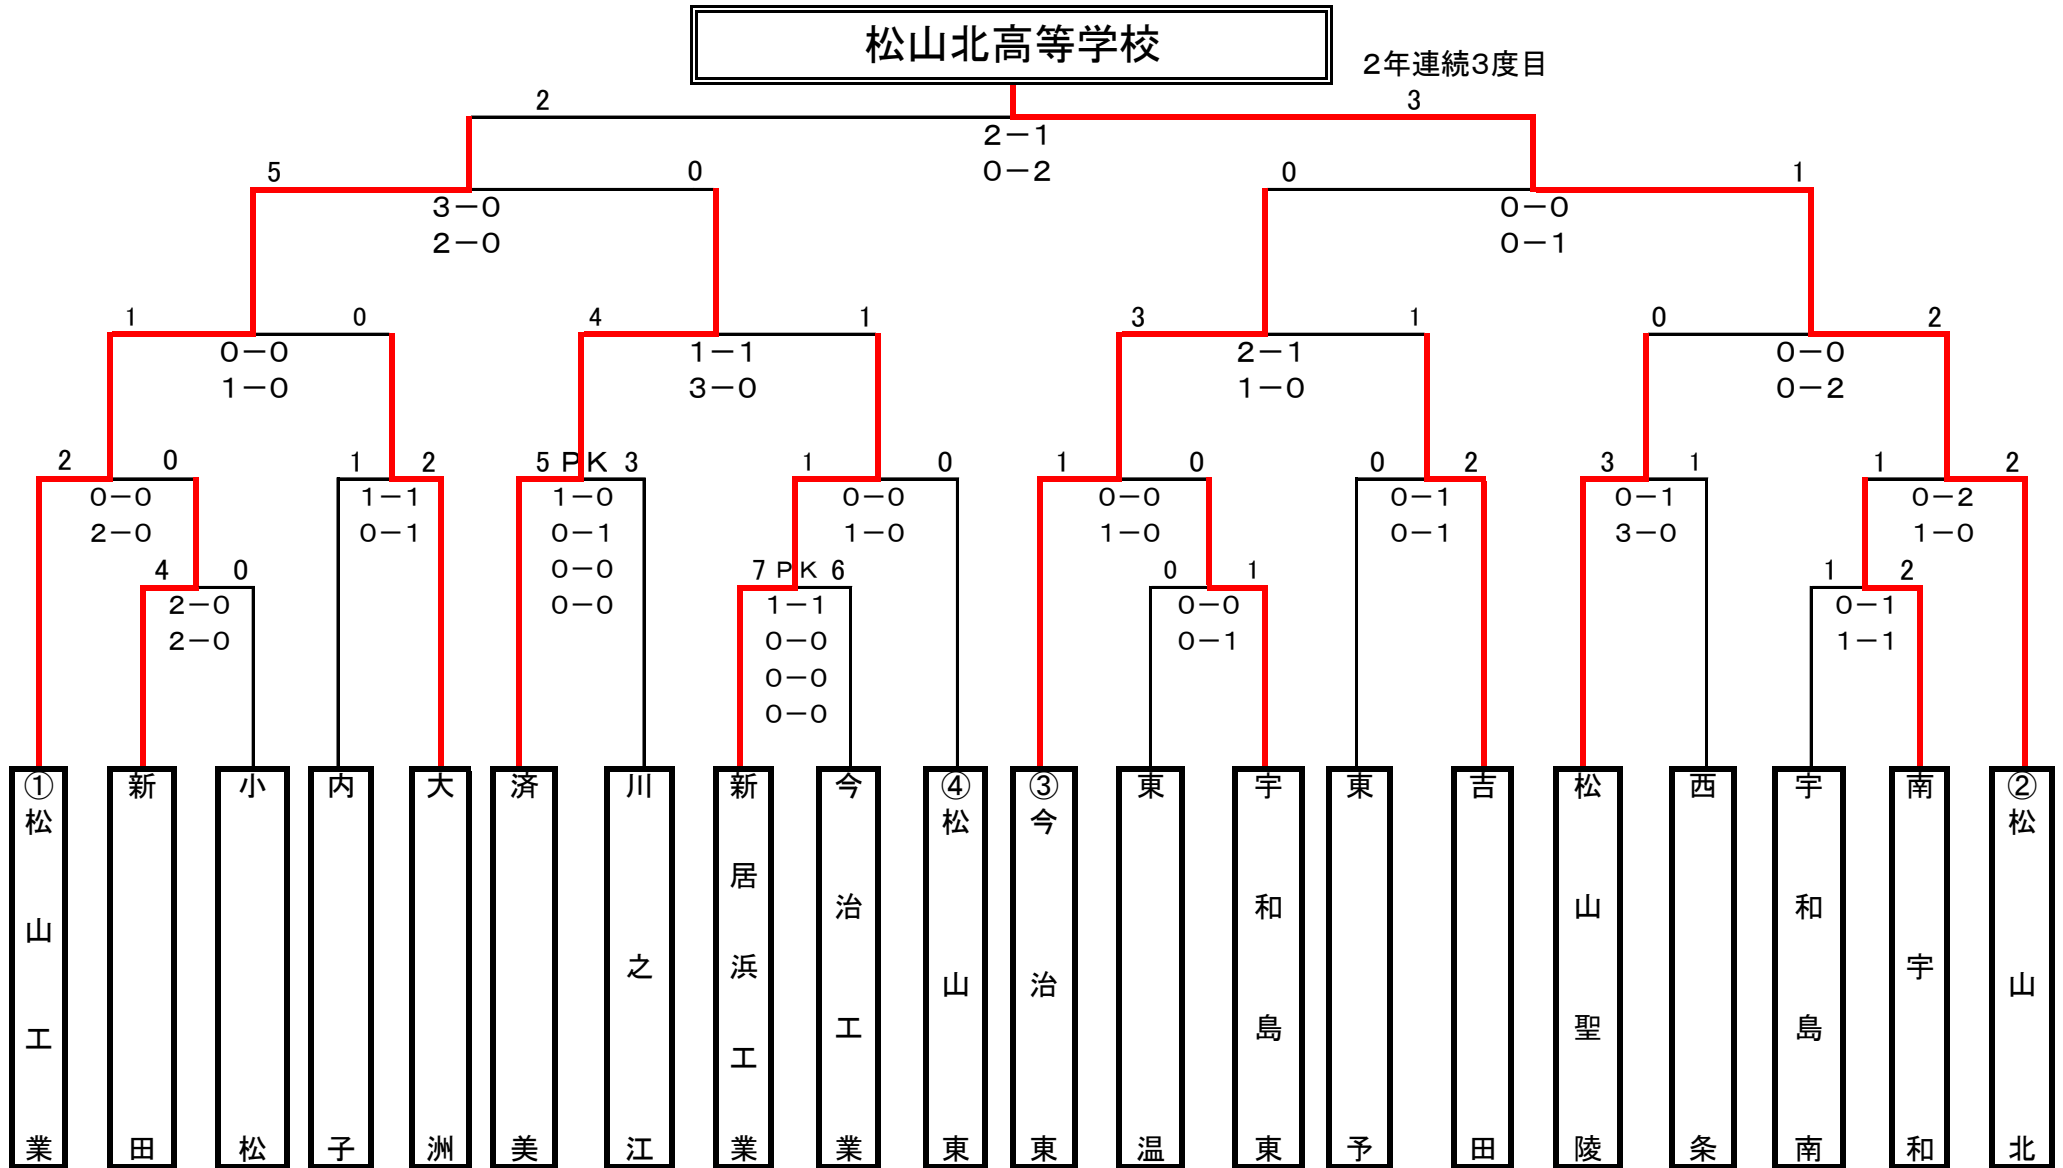 松山北高等学校
2年連続3度目
2 3
2－1
0－2
5 0 0 1
3－0 0－0
2－0 0－1
1 0 4 1 3 1 0 2
0－0 1－1 2－1 0－0
1－0 3－0 1－0 0－2
2 0 1 2 5 PK 3 1 0 1 0 0 2 3 1 1 2
0－0 1－1 1－0 0－0 0－0 0－1 0－1 0－2
2－0 0－1 0－1 1－0 1－0 0－1 3－0 1－0
4 0 0－0 7 PK 6 0 1 1 2
2－0 0－0 1－1 0－0 0－1
2－0 0－0 0－1 1－1
0－0
0－0
①松山工業
新田
小松
内子
大洲
済美
川之江
新居浜工業
今治工業
④松山東
③今治東
東温
宇和島東
東予
吉田
松山聖陵
西条
宇和島南
南宇和
②松山北